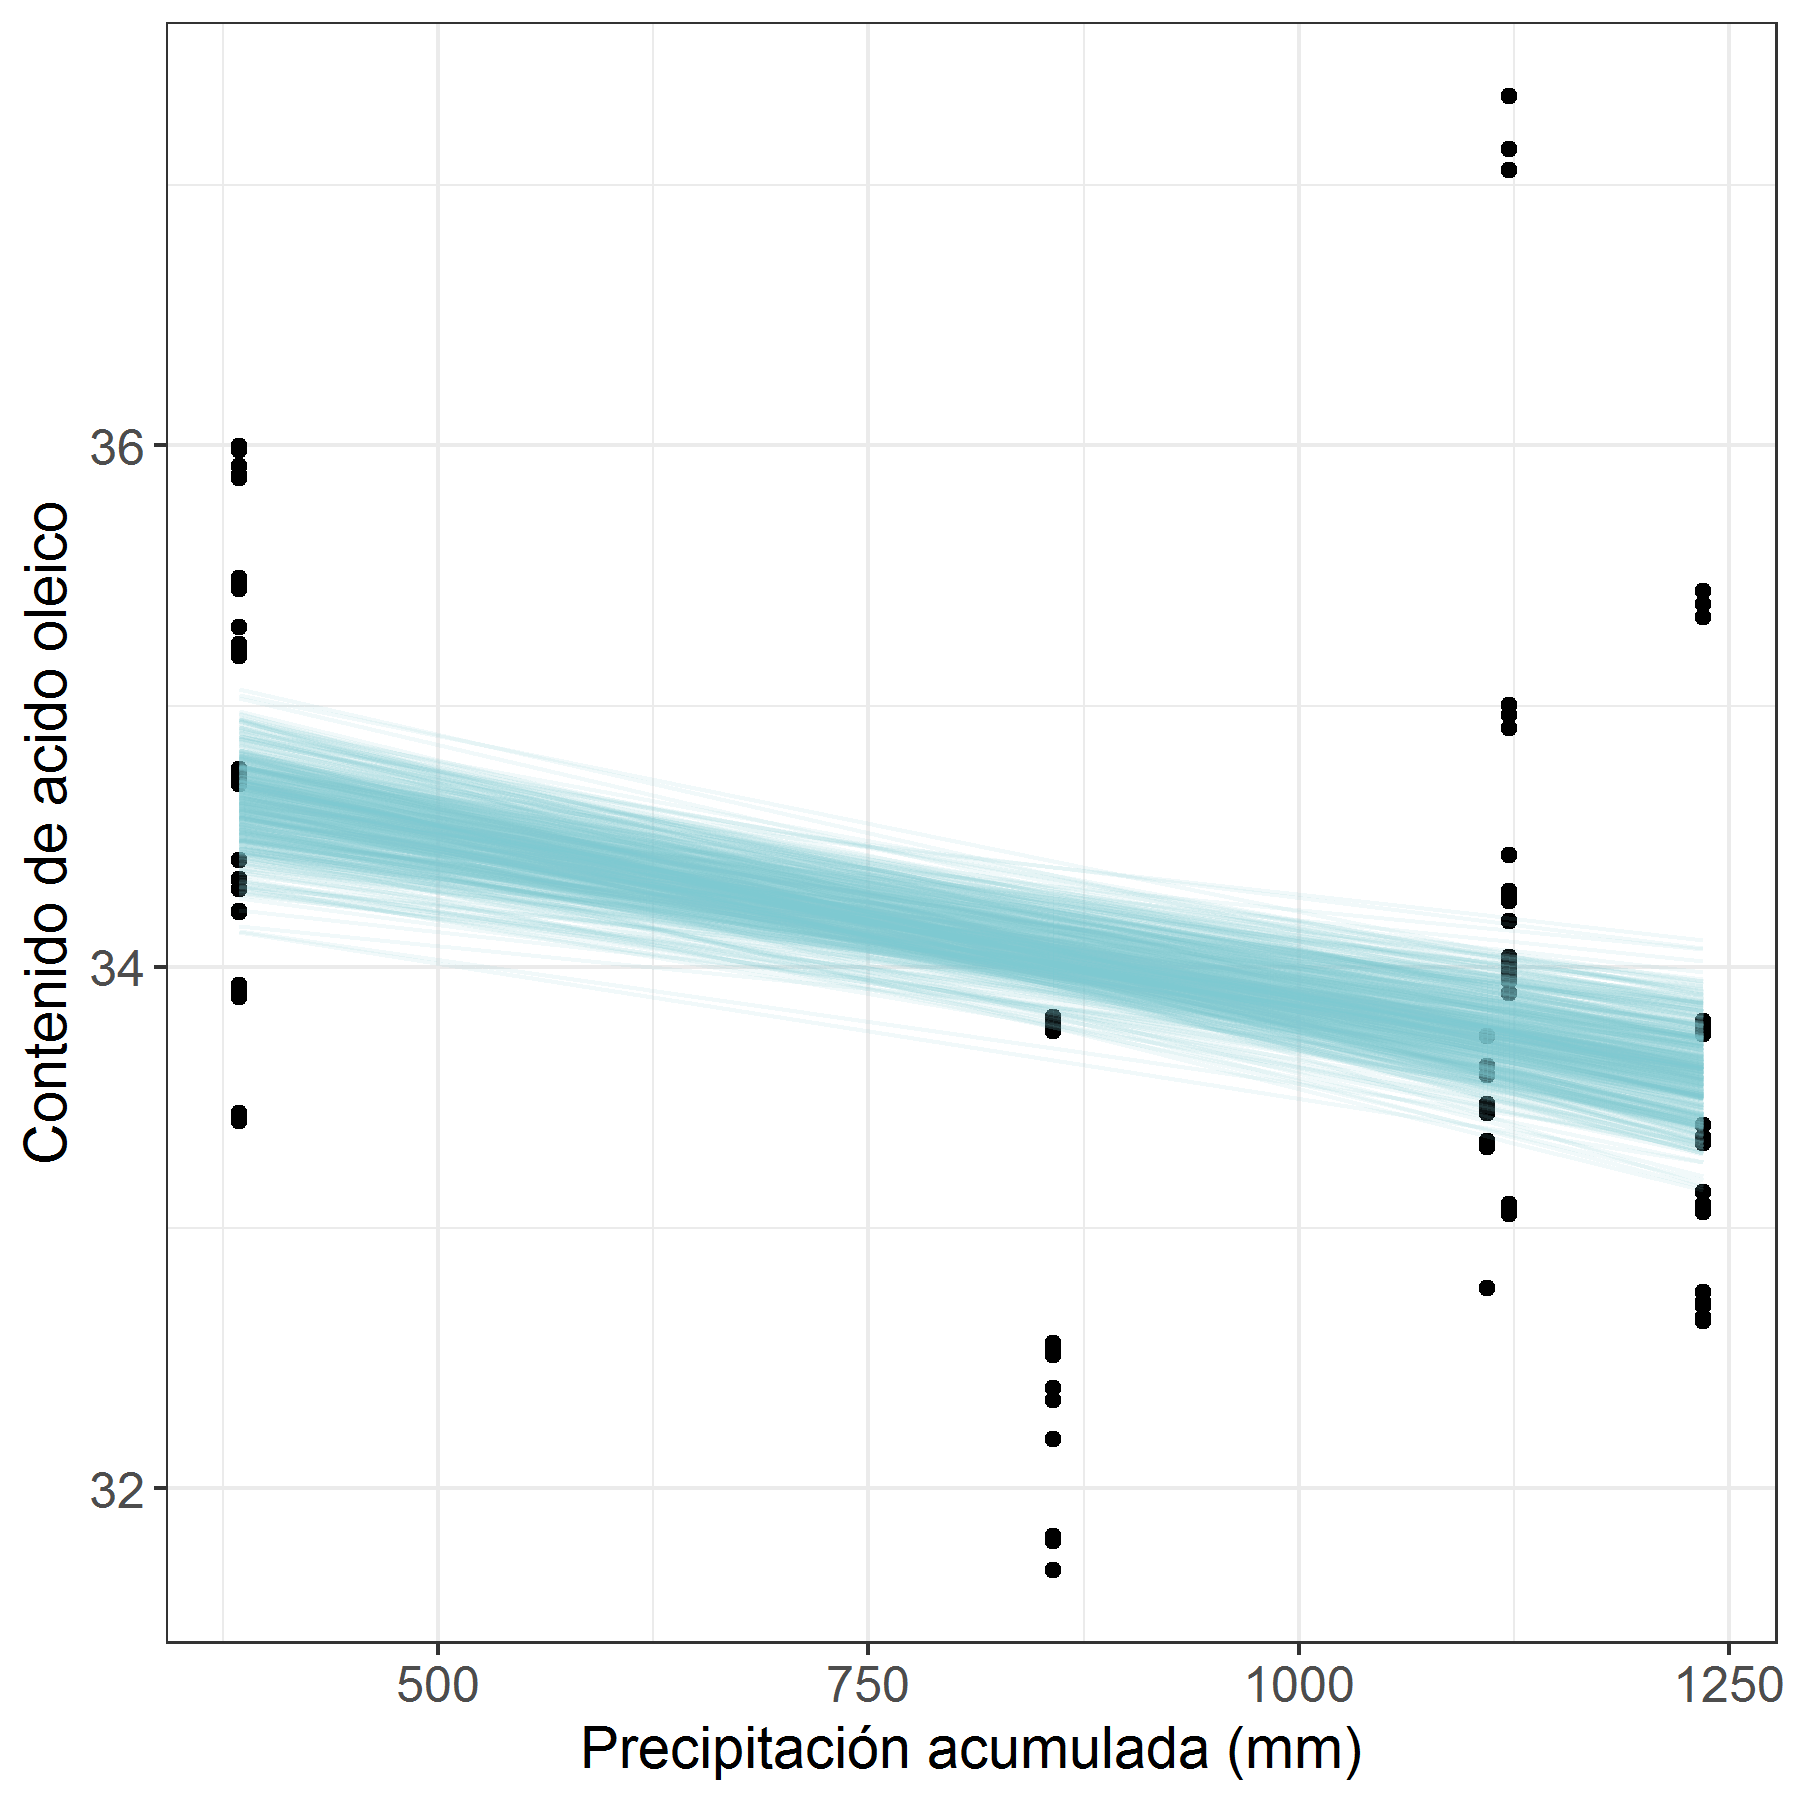 Contenido de acido oleico
36
34
32
500 750 1000 1250
Precipitación acumulada (mm)